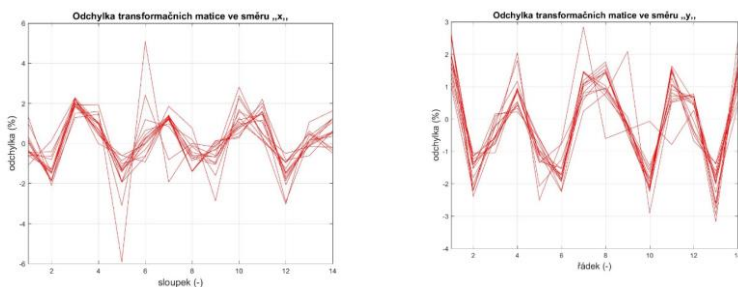 Odchylka transformačních matice ve směru ,,x,,
6
4
2
0
-2
-4
-6
odchylka (%)
2 4 6 8 10 12 14
sloupek (-)
Odchylka transformačních matice ve směru ,,y,,
3
2
1
0
-1
-2
-3
-4
odchylka (%)
2 4 6 8 10 12 14
řádek (-)